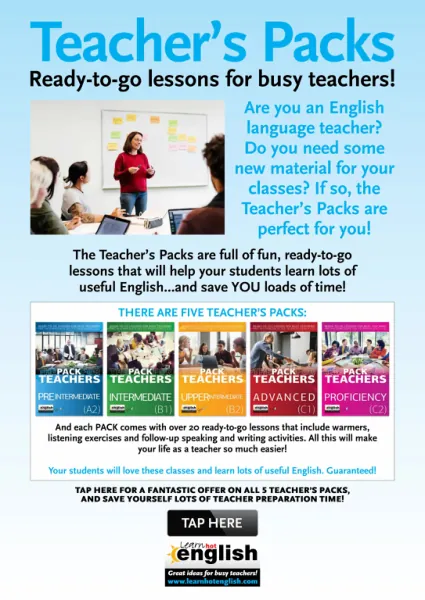 Teacher's Packs
Ready-to-go lessons for busy teachers!
Are you an English
language teacher?
Do you need some
new material for your
classes? If so, the
Teacher's Packs are
perfect for you!
The Teacher's Packs are full of fun, ready-to-go
lessons that will help your students learn lots of
useful English...and save YOU loads of time!
THERE ARE FIVE TEACHER'S PACKS:
PACK
TEACHERS
PRE INTERMEDIATE
(A2)
PACK
TEACHERS
INTERMEDIATE
(B1)
PACK
TEACHERS
UPPER INTERMEDIATE
(B2)
PACK
TEACHERS
ADVANCED
(C1)
PACK
TEACHERS
PROFICIENCY
(C2)
And each PACK comes with over 20 ready-to-go lessons that include warmers,
listening exercises and follow-up speaking and writing activities. All this will make
your life as a teacher so much easier!
Your students will love these classes and learn lots of useful English. Guaranteed!
TAP HERE FOR A FANTASTIC OFFER ON ALL 5 TEACHER'S PACKS,
AND SAVE YOURSELF LOTS OF TEACHER PREPARATION TIME!
TAP HERE
Learn hot
english
Great ideas for busy teachers!
www.learnhotenglish.com